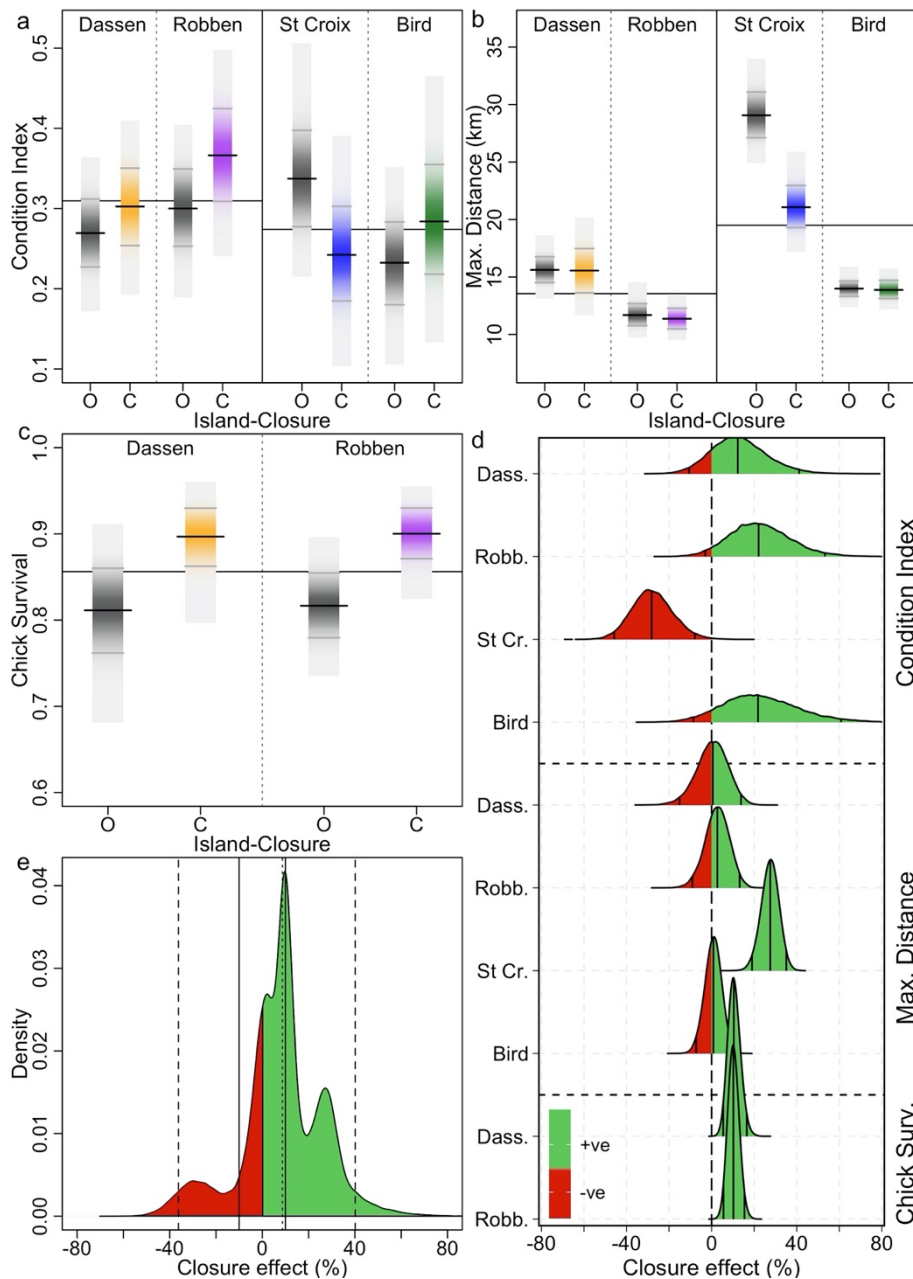 a
Dassen Robben St Croix Bird
Condition Index
0.5
0.4
0.3
0.2
0.1
O C O C O C O C
Island-Closure
b
Dassen Robben St Croix Bird
Max. Distance (km)
35
30
25
20
15
10
O C O C O C O C
Island-Closure
c
Dassen Robben
Chick Survival
1.0
0.9
0.8
0.7
0.6
O C O C
Island-Closure
d
Dass.
Robb.
St Cr.
Bird
Condition Index
Dass.
Robb.
St Cr.
Bird
Max. Distance
Dass.
Robb.
Chick Surv.
+ve
-ve
-80 -40 0 40 80
Closure effect (%)
e
Density
0.04
0.03
0.02
0.01
0.00
-80 -40 0 40 80
Closure effect (%)